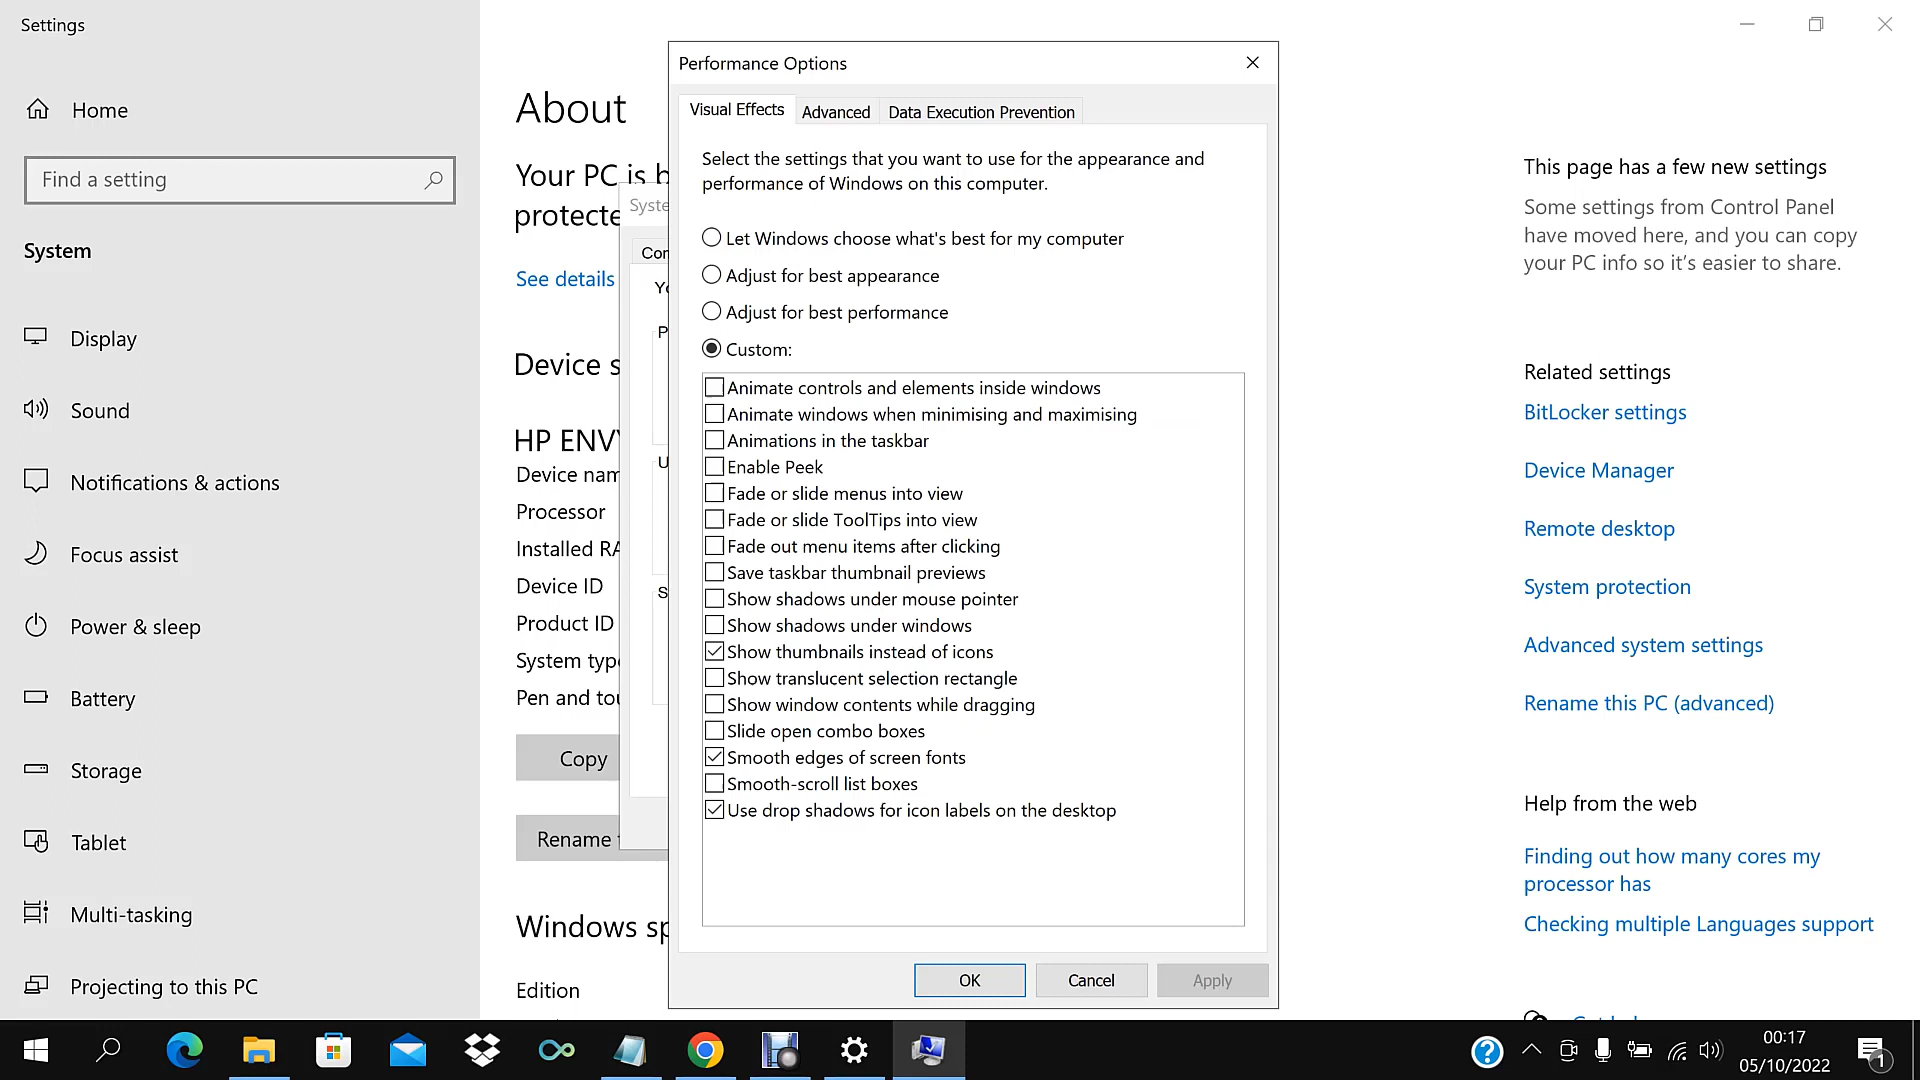 Settings
Home
Find a setting
System
Display
Sound
Notifications & actions
Focus assist
Power & sleep
Battery
Storage
Tablet
Multi-tasking
Projecting to this PC
About
Your PC is b
protecte
See details
Device s
HP ENVY
Device nam
Processor
Installed RA
Device ID
Product ID
System type
Pen and tou
Copy
Rename t
Windows sp
Edition
Syste
Cor
Yo
P
U
S
Performance Options
Visual Effects
Advanced
Data Execution Prevention
Select the settings that you want to use for the appearance and
performance of Windows on this computer.
Let Windows choose what's best for my computer
Adjust for best appearance
Adjust for best performance
Custom:
Animate controls and elements inside windows
Animate windows when minimising and maximising
Animations in the taskbar
Enable Peek
Fade or slide menus into view
Fade or slide ToolTips into view
Fade out menu items after clicking
Save taskbar thumbnail previews
Show shadows under mouse pointer
Show shadows under windows
Show thumbnails instead of icons
Show translucent selection rectangle
Show window contents while dragging
Slide open combo boxes
Smooth edges of screen fonts
Smooth-scroll list boxes
Use drop shadows for icon labels on the desktop
OK
Cancel
Apply
This page has a few new settings
Some settings from Control Panel
have moved here, and you can copy
your PC info so it’s easier to share.
Related settings
BitLocker settings
Device Manager
Remote desktop
System protection
Advanced system settings
Rename this PC (advanced)
Help from the web
Finding out how many cores my
processor has
Checking multiple Languages support
00:17
05/10/2022
1